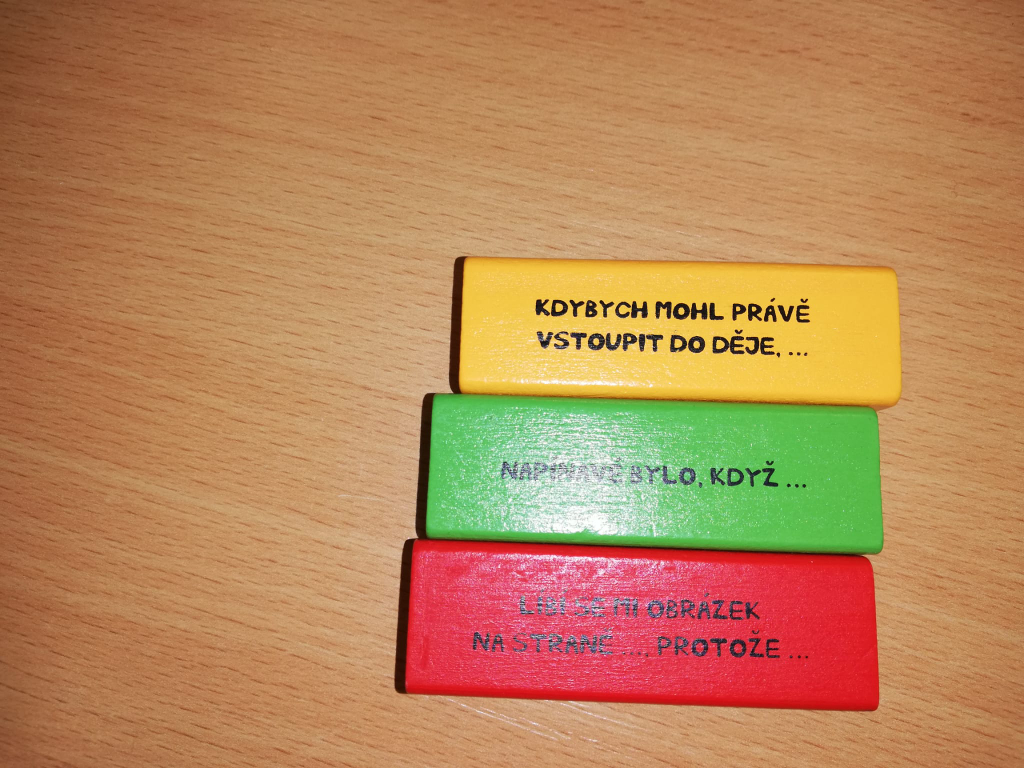 KDYBYCH MOHL PRÁVĚ
VSTOUPIT DO DĚJE, ...
NAPÍNAVÉ BYLO, KDYŽ ...
LÍBÍ SE MI OBRÁZEK
NA STRANĚ ..., PROTOŽE ...